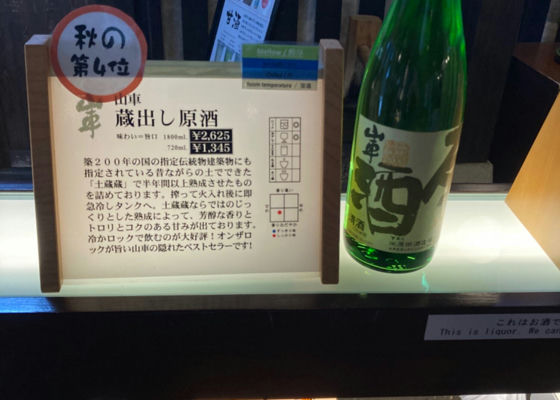 秋の
第4位
山車
山車
蔵出し原酒
味わい＝旨口 1800mL ¥2,625
720mL ¥1,345
築２００年の国の指定伝統物建築物にも
指定されている昔ながらの土でできた
「土蔵蔵」で半年間以上熟成させたもの
を詰めております。搾って火入れ後に即
急冷しタンクへ。土蔵蔵ならではのじっ
くりとした熟成によって、芳醇な香りと
トロリとコクのある甘みが出ております。
冷かロックで飲むのが大好評！オンザロ
ックが旨い山車の隠れたベストセラーです!
Mellow /
Room temperature / 常温
山車
酒
清酒
これはお酒で
This is liquor. We can